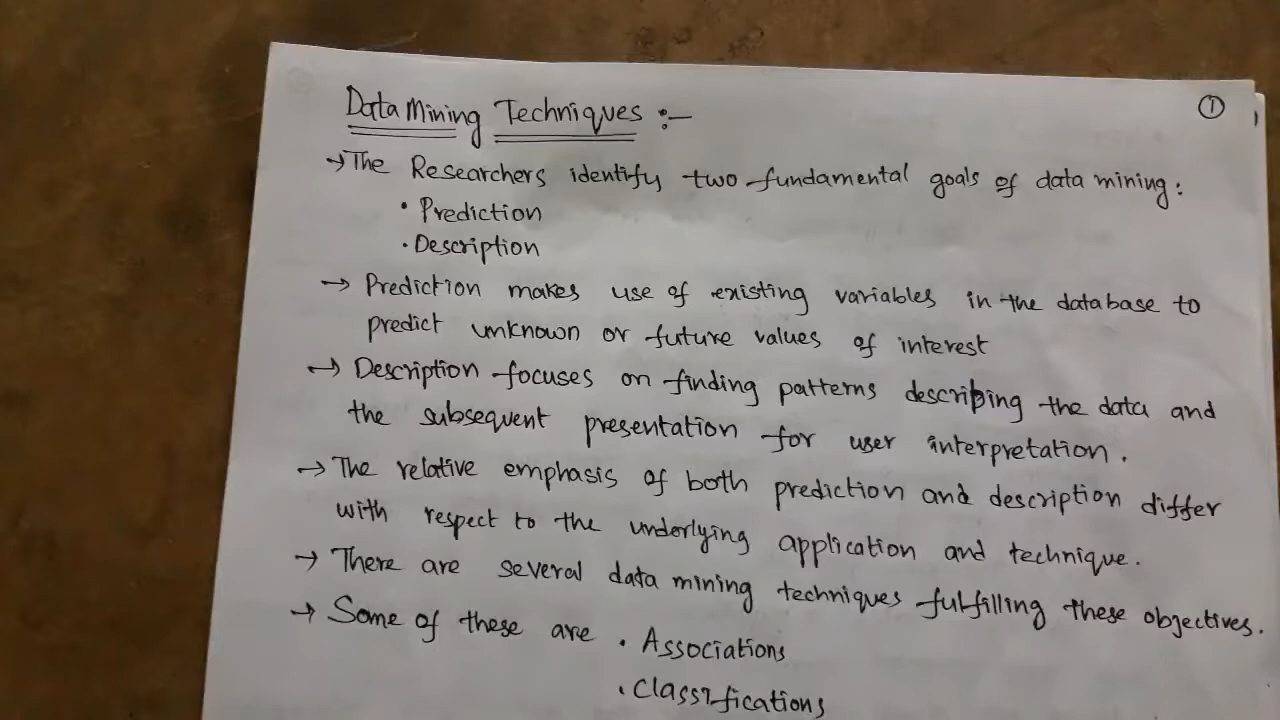 Data Mining Techniques :-
①
→ The Researchers identify two fundamental goals of data mining:
• Prediction
• Description
→ Prediction makes use of existing variables in the database to
predict unknown or future values of interest
→ Description focuses on finding patterns describing the data and
the subsequent presentation for user interpretation.
→ The relative emphasis of both prediction and description differ
with respect to the underlying application and technique.
→ There are several data mining techniques fulfilling these objectives.
→ Some of these are • Associations
• Classifications